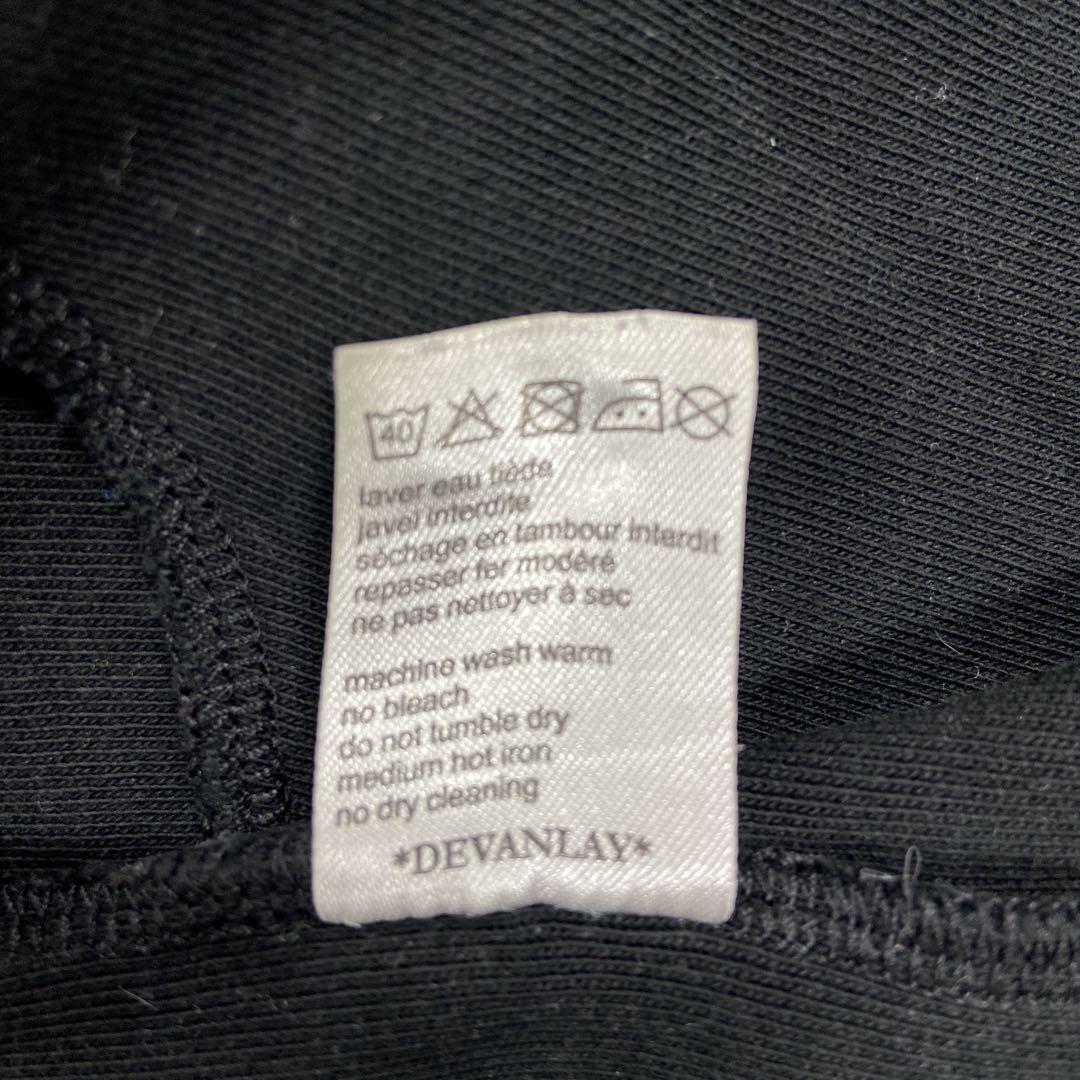 40
laver eau tiède
javel interdite
séchage en tambour interdit
repasser fer modéré
ne pas nettoyer à sec
machine wash warm
no bleach
do not tumble dry
medium hot iron
no dry cleaning
*DEVANLAY*